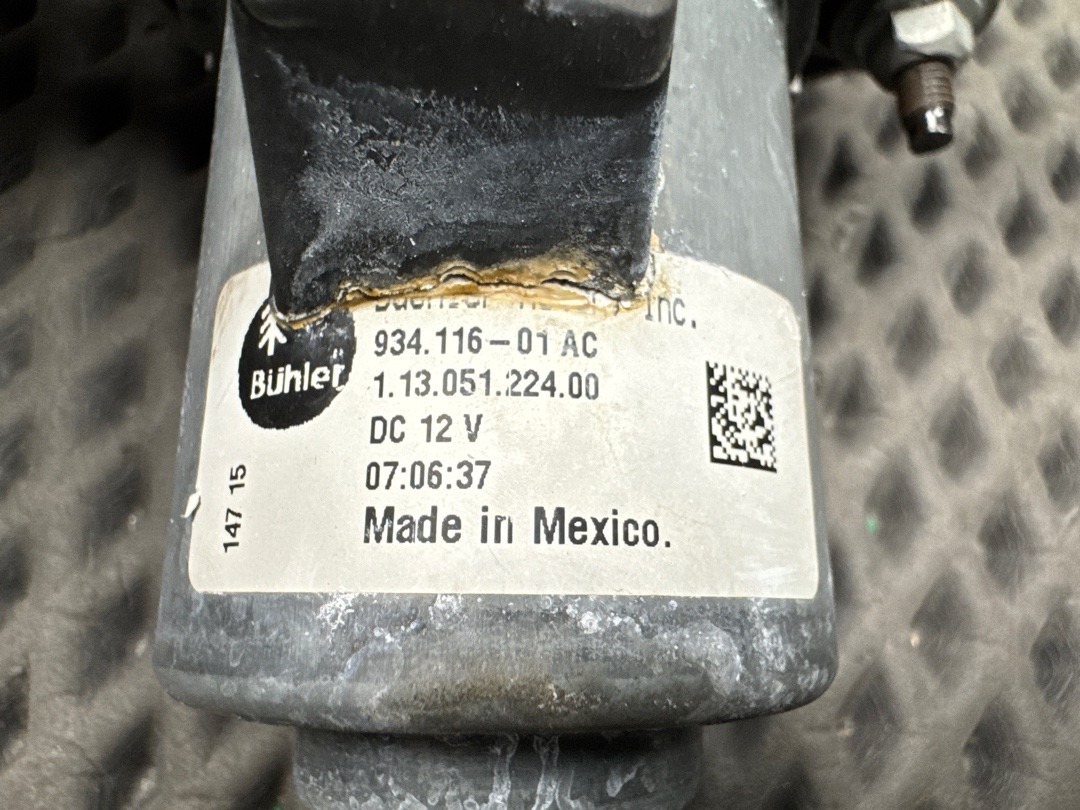 Inc.
Bühler
934.116-01 AC
1.13.051.224.00
DC 12 V
07:06:37
Made in Mexico.
147 15